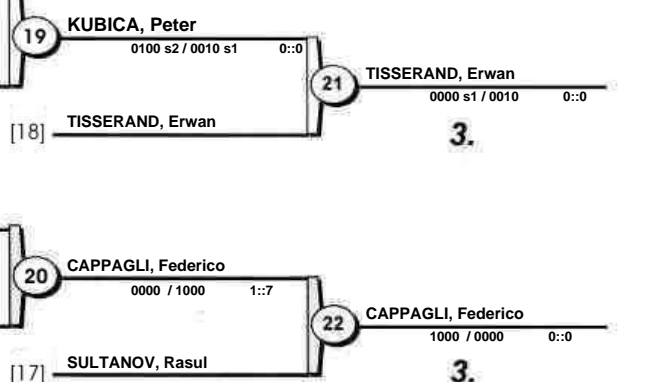 19 KUBICA, Peter
0100 s2 / 0010 s1 0::0
21 TISSERAND, Erwan
0000 s1 / 0010 0::0
[18] TISSERAND, Erwan
3.
20 CAPPAGLI, Federico
0000 / 1000 1::7
22 CAPPAGLI, Federico
1000 / 0000 0::0
[17] SULTANOV, Rasul
3.